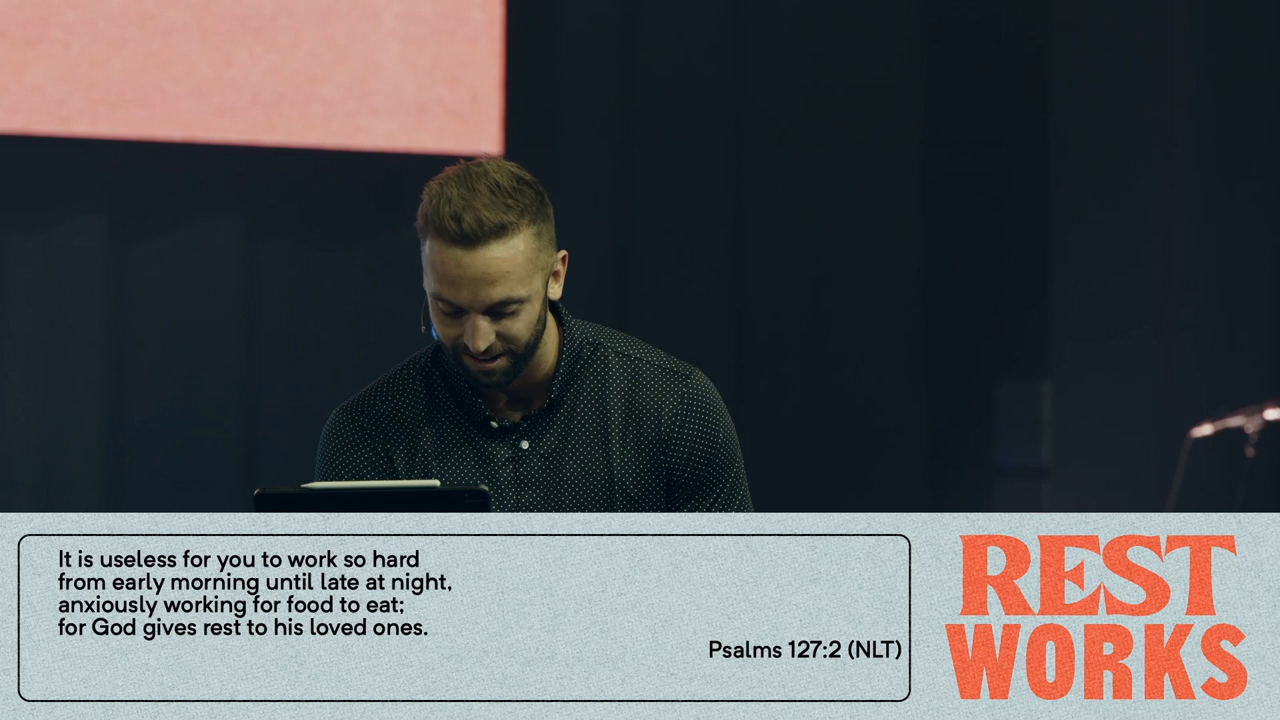 It is useless for you to work so hard
from early morning until late at night,
anxiously working for food to eat;
for God gives rest to his loved ones.
Psalms 127:2 (NLT)
REST
WORKS